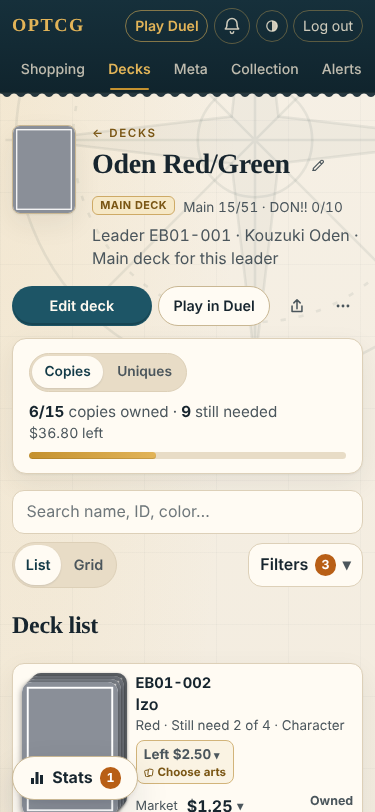 OPTCG
Play Duel
Log out
Shopping Decks Meta Collection Alerts
← DECKS
Oden Red/Green
MAIN DECK Main 15/51 · DON!! 0/10
Leader EB01-001 · Kouzuki Oden ·
Main deck for this leader
Edit deck Play in Duel
Copies Uniques
6/15 copies owned · 9 still needed
$36.80 left
Search name, ID, color...
List Grid Filters 3 ▾
Deck list
EB01-002
Izo
Red · Still need 2 of 4 · Character
Left $2.50 ▾
Choose arts
Stats 1
Market $1.25 ▾ Owned